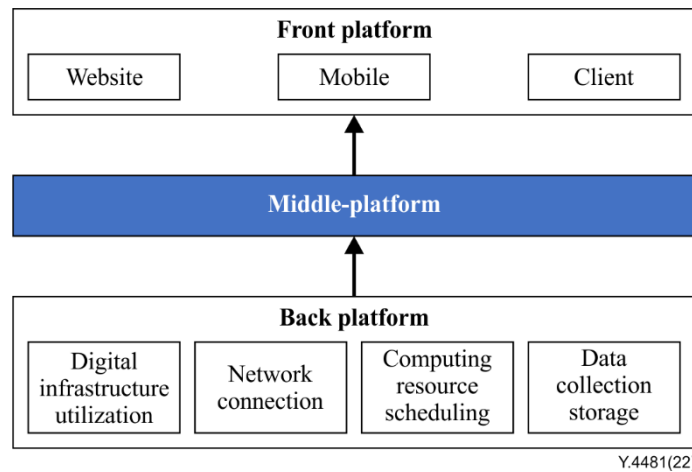 Front platform
Website Mobile Client
Middle-platform
Back platform
Digital
infrastructure
utilization
Network
connection
Computing
resource
scheduling
Data
collection
storage
Y.4481(22